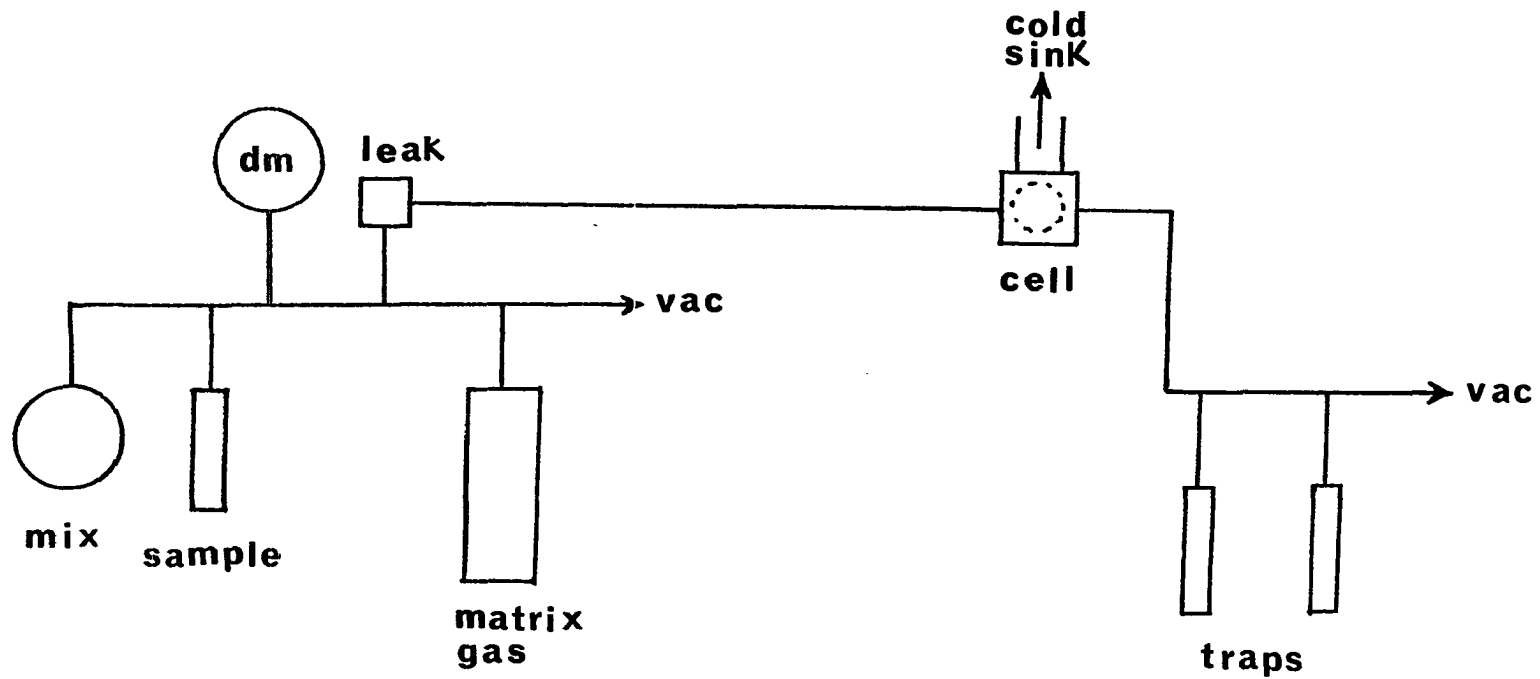 cold
sinK
dm
leaK
vac
cell
vac
mix
sample
matrix
gas
traps